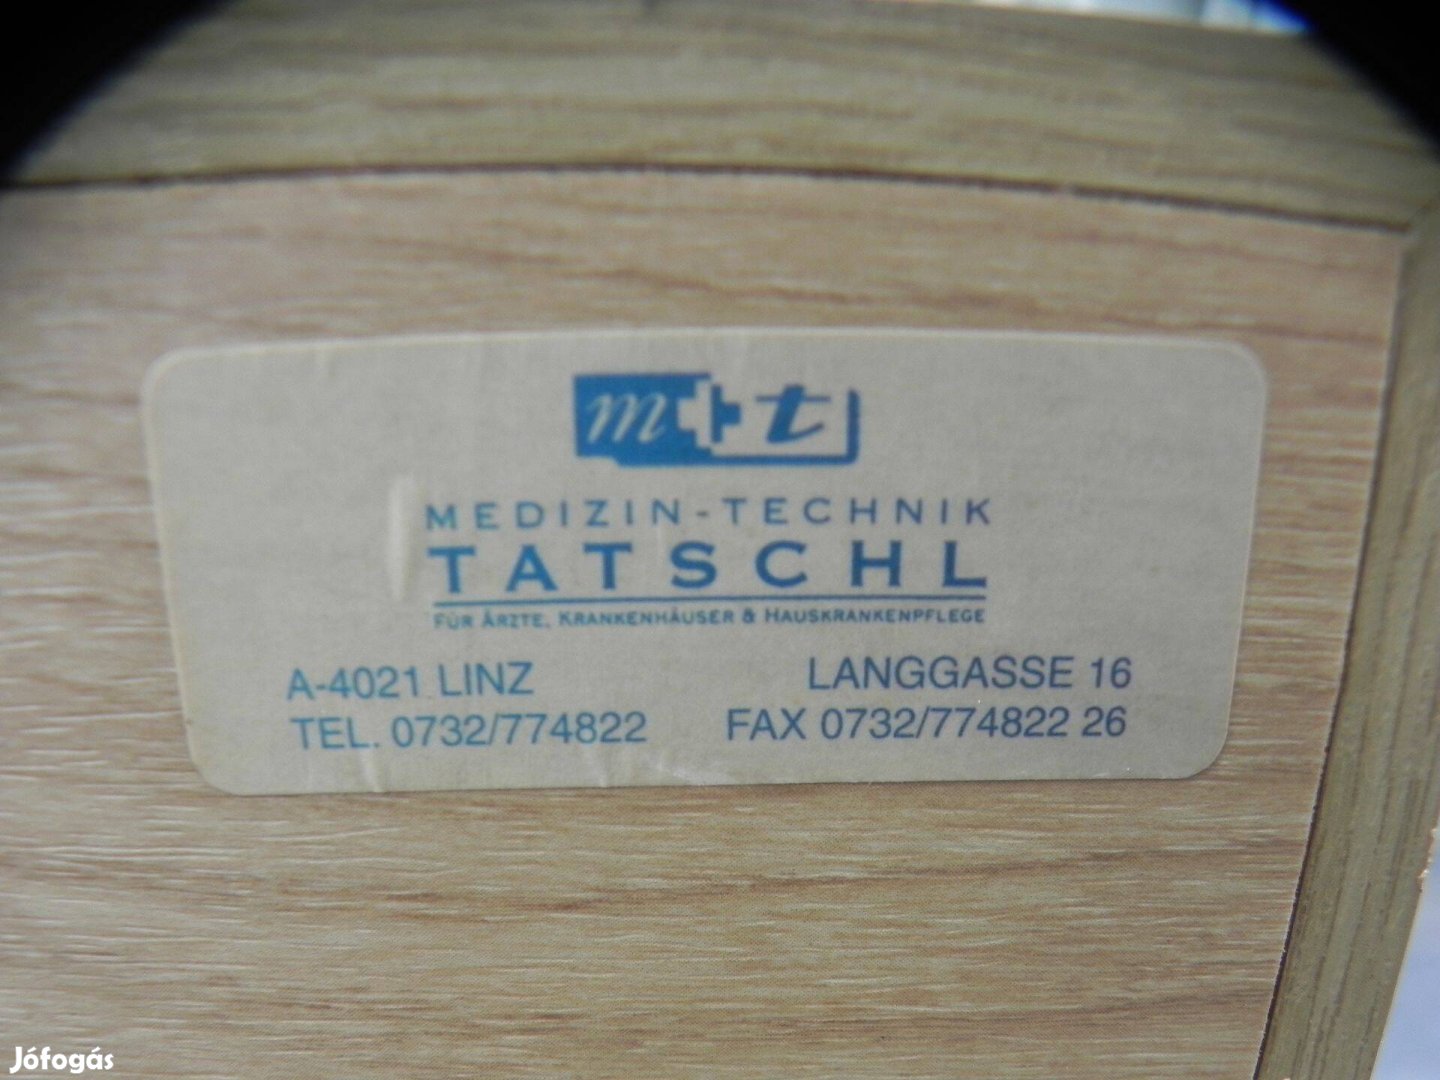 m+t
MEDIZIN-TECHNIK
TATSCHL
FÜR ÄRZTE, KRANKENHÄUSER & HAUSKRANKENPFLEGE
A-4021 LINZ LANGGASSE 16
TEL. 0732/774822 FAX 0732/774822 26
Jófogás